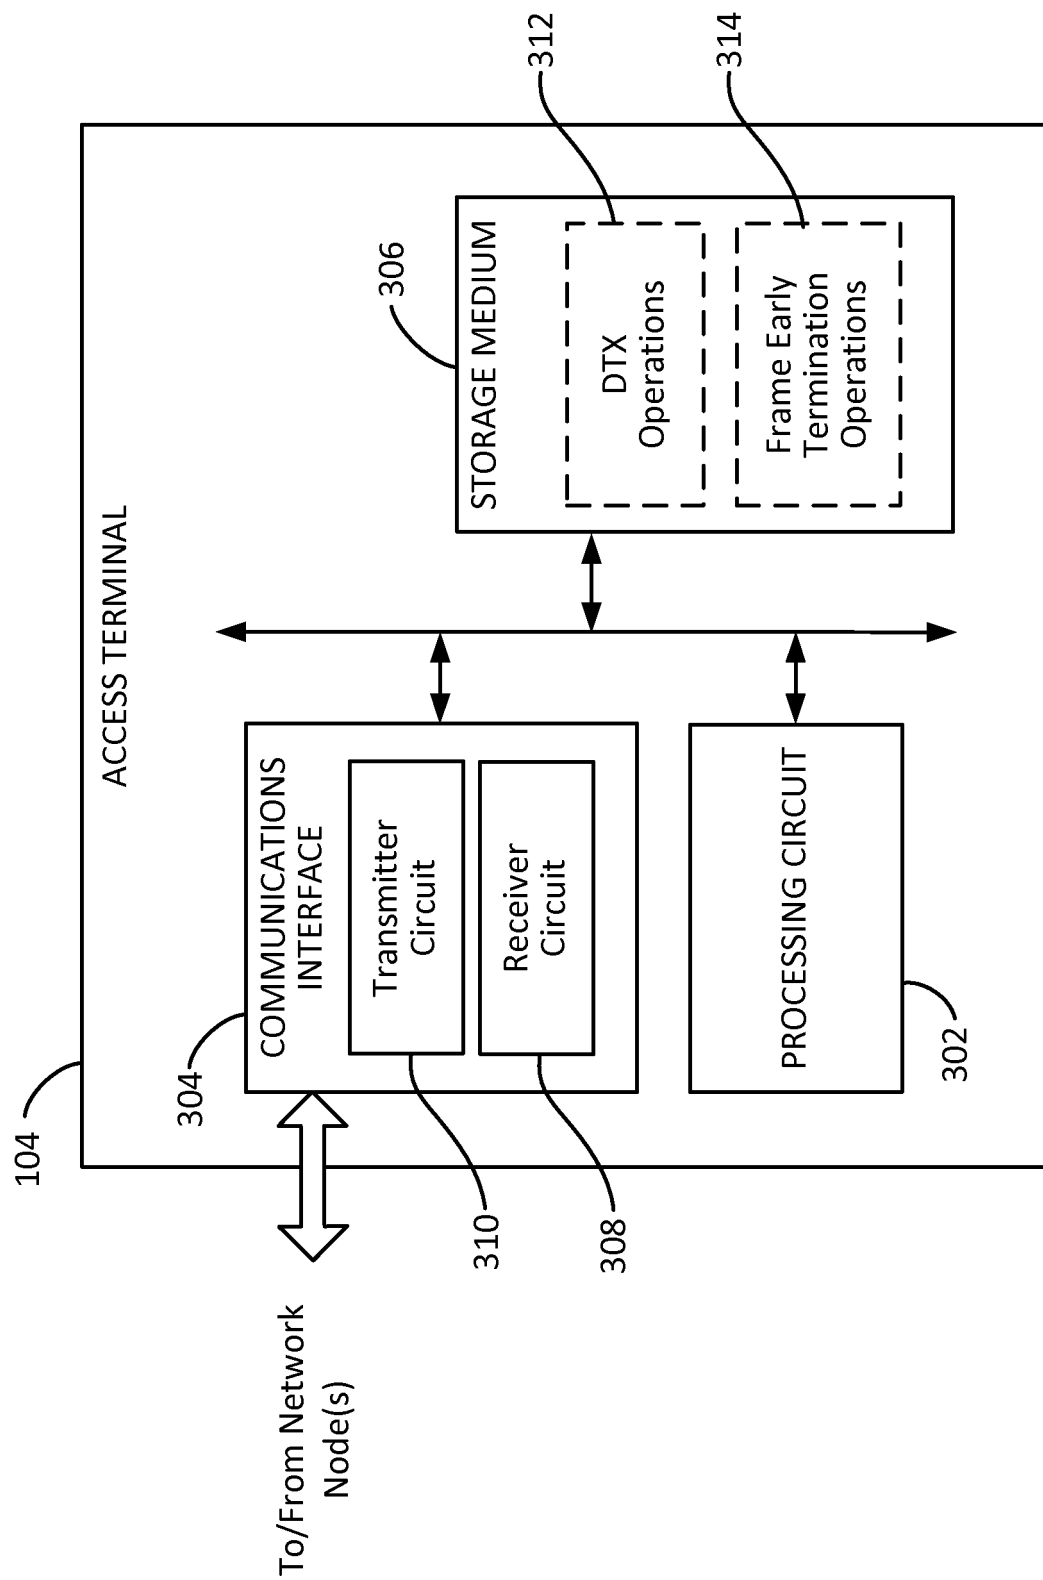 104
ACCESS TERMINAL
To/From Network
Node(s)
304
COMMUNICATIONS
INTERFACE
Transmitter
Circuit
310
Receiver
Circuit
308
306
STORAGE MEDIUM
DTX
Operations
312
Frame Early
Termination
Operations
314
PROCESSING CIRCUIT
302